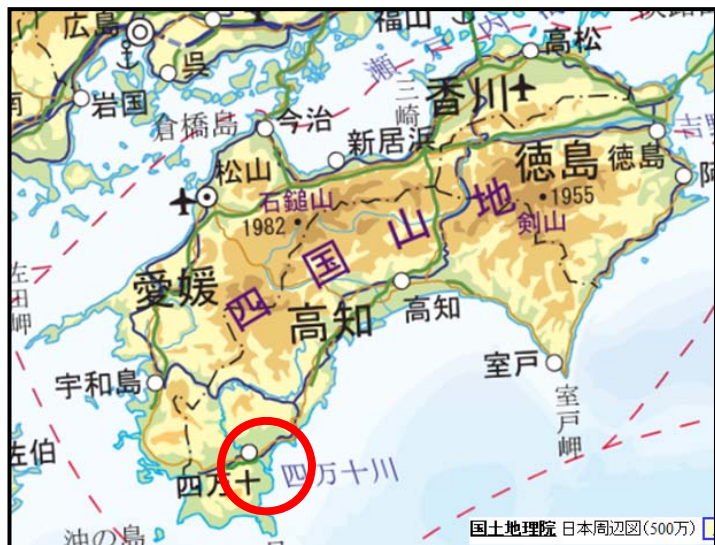 広島
呉
岩国
倉橋島
今治
松山
新居浜
瀬
戸
内
福山
高松
三
崎
香川
徳島
徳島
1955
剣山
石鎚山
1982
四国山地
愛媛
高知
高知
室戸
室
戸
岬
宇和島
左
田
岬
佐伯
四万十
四万十川
沖の島
国土地理院 日本周辺図(500万)